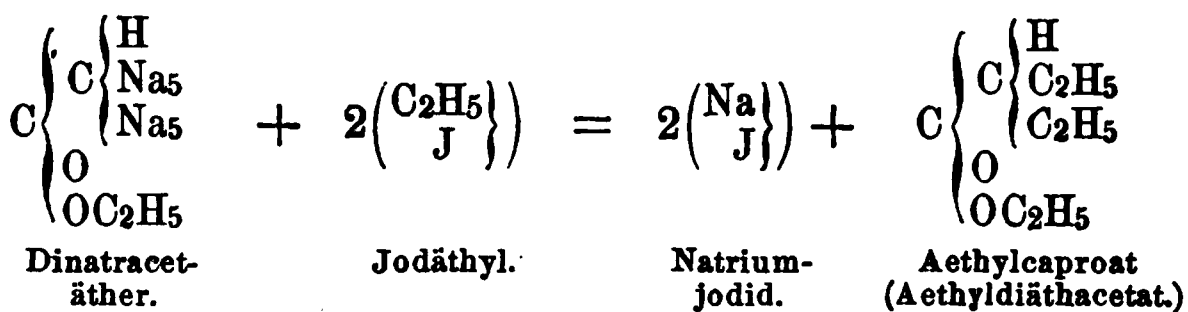 H H
C Na5 C C2H5
C Na5 + 2(C2H5 J}) = 2(Na J}) + C C2H5
O O
OC2H5 OC2H5
Dinatracet- Jodäthyl. Natrium- Aethylcaproat
äther. jodid. (Aethyldiäthacetat.)